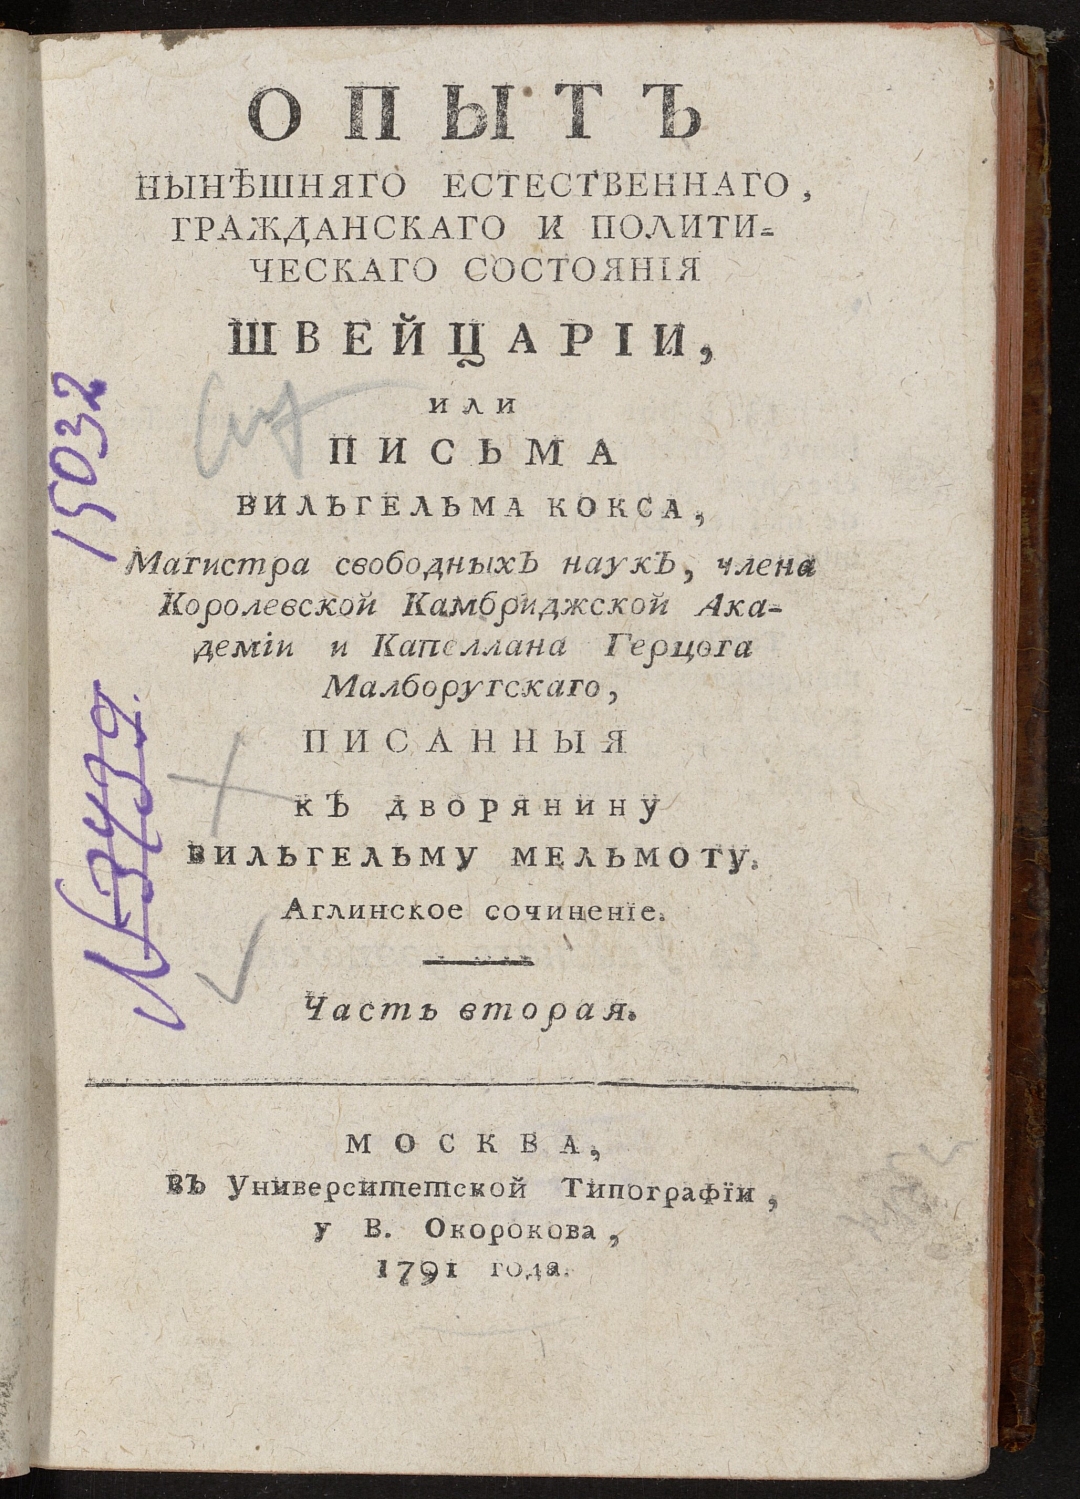 ОПЫТЪ
НЫНѢШНЯГО ЕСТЕСТВЕННАГО,
ГРАЖДАНСКАГО И ПОЛИТИ=
ЧЕСКАГО СОСТОЯНІЯ
ШВЕЙЦАРІИ,
ИЛИ
ПИСЬМА
ВИЛЬГЕЛЬМА КОКСА,
Магистра свободныхЪ наукЪ, члена
Королевской Камбриджской Ака-
деміи и Капеллана Герцога
Малборугскаго,
ПИСАННЫЯ
КЪ ДВОРЯНИНУ
ВИЛЬГЕЛЬМУ МЕЛЬМОТУ.
Аглинское сочиненїе.
Часть вторая.
МОСКВА,
ВЪ Университетской Типографїи,
у В. Окорокова,
1791 года.
15032